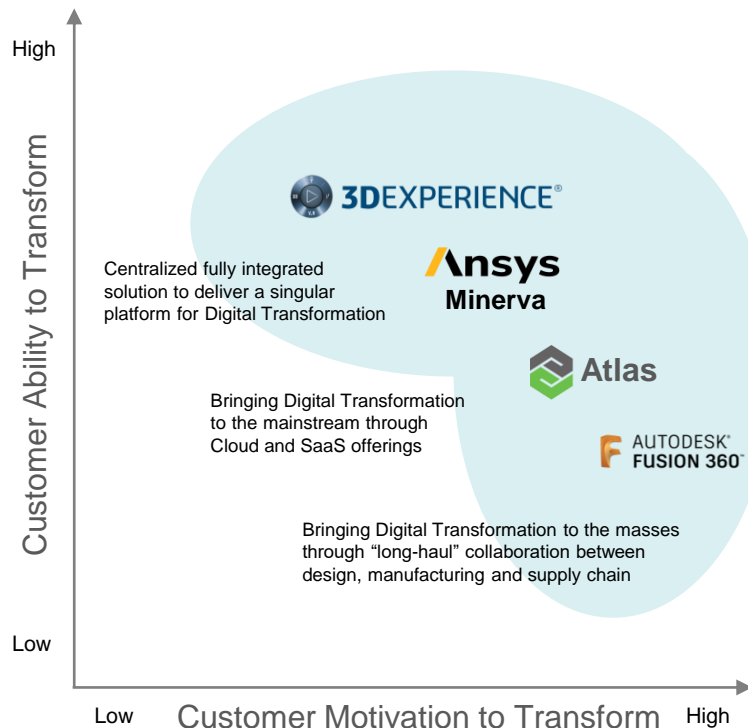 High
Customer Ability to Transform
3DEXPERIENCE®
Ansys
Minerva
Centralized fully integrated
solution to deliver a singular
platform for Digital Transformation
Atlas
Bringing Digital Transformation
to the mainstream through
Cloud and SaaS offerings
AUTODESK®
FUSION 360™
Bringing Digital Transformation to the masses
through “long-haul” collaboration between
design, manufacturing and supply chain
Low
Low
Customer Motivation to Transform
High